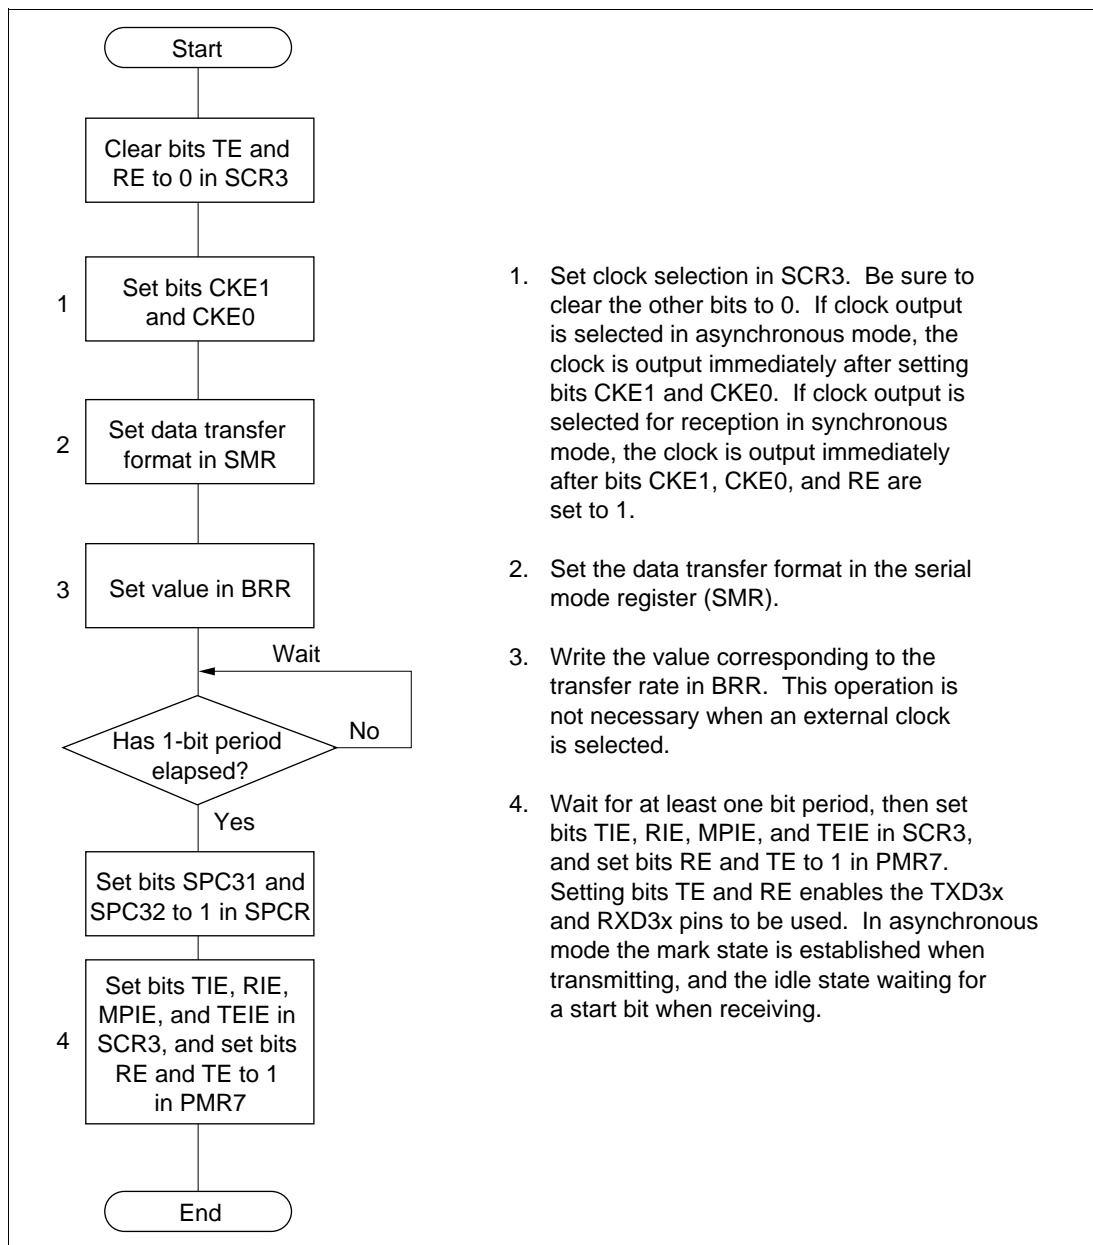 Start
Clear bits TE and
RE to 0 in SCR3
1
Set bits CKE1
and CKE0
2
Set data transfer
format in SMR
3
Set value in BRR
Wait
Has 1-bit period
elapsed?
No
Yes
Set bits SPC31 and
SPC32 to 1 in SPCR
4
Set bits TIE, RIE,
MPIE, and TEIE in
SCR3, and set bits
RE and TE to 1
in PMR7
End
1. Set clock selection in SCR3. Be sure to
clear the other bits to 0. If clock output
is selected in asynchronous mode, the
clock is output immediately after setting
bits CKE1 and CKE0. If clock output is
selected for reception in synchronous
mode, the clock is output immediately
after bits CKE1, CKE0, and RE are
set to 1.
2. Set the data transfer format in the serial
mode register (SMR).
3. Write the value corresponding to the
transfer rate in BRR. This operation is
not necessary when an external clock
is selected.
4. Wait for at least one bit period, then set
bits TIE, RIE, MPIE, and TEIE in SCR3,
and set bits RE and TE to 1 in PMR7.
Setting bits TE and RE enables the TXD3x
and RXD3x pins to be used. In asynchronous
mode the mark state is established when
transmitting, and the idle state waiting for
a start bit when receiving.